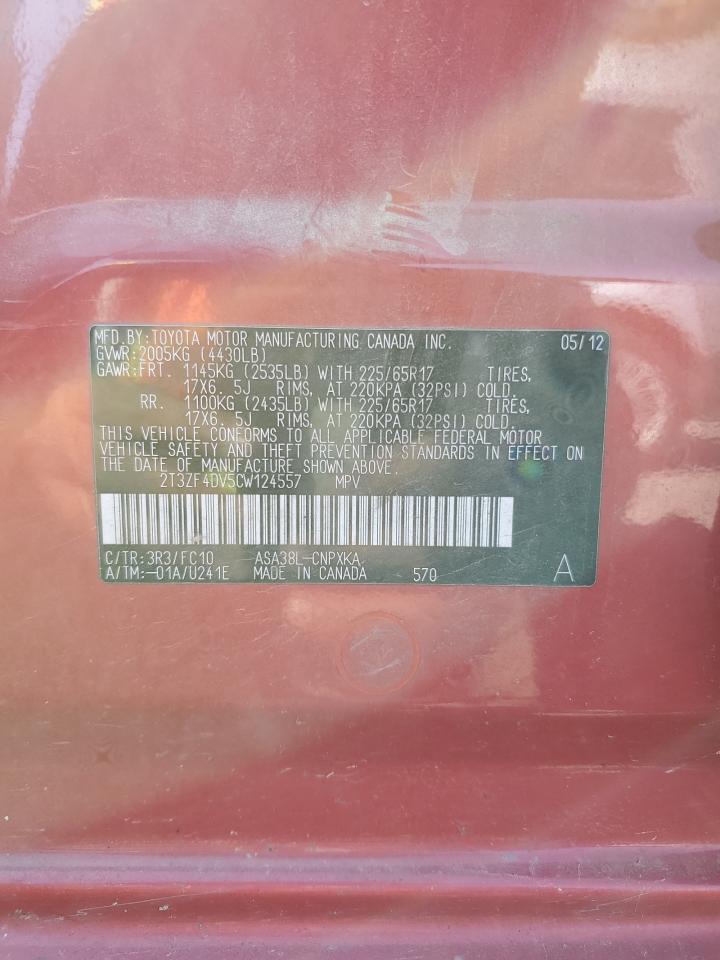 MFD.BY:TOYOTA MOTOR MANUFACTURING CANADA INC. 05/12
GVWR:2005KG (4430LB)
GAWR:FRT. 1145KG (2535LB) WITH 225/65R17 TIRES,
17X6.5J RIMS, AT 220KPA (32PSI) COLD.
RR. 1100KG (2435LB) WITH 225/65R17 TIRES,
17X6.5J RIMS, AT 220KPA (32PSI) COLD.
THIS VEHICLE CONFORMS TO ALL APPLICABLE FEDERAL MOTOR
VEHICLE SAFETY AND THEFT PREVENTION STANDARDS IN EFFECT ON
THE DATE OF MANUFACTURE SHOWN ABOVE.
2T3ZF4DV5CW124557 MPV
C/TR:3R3/FC10 ASA38L-CNPXKA
A/TM:-01A/U241E MADE IN CANADA 570 A